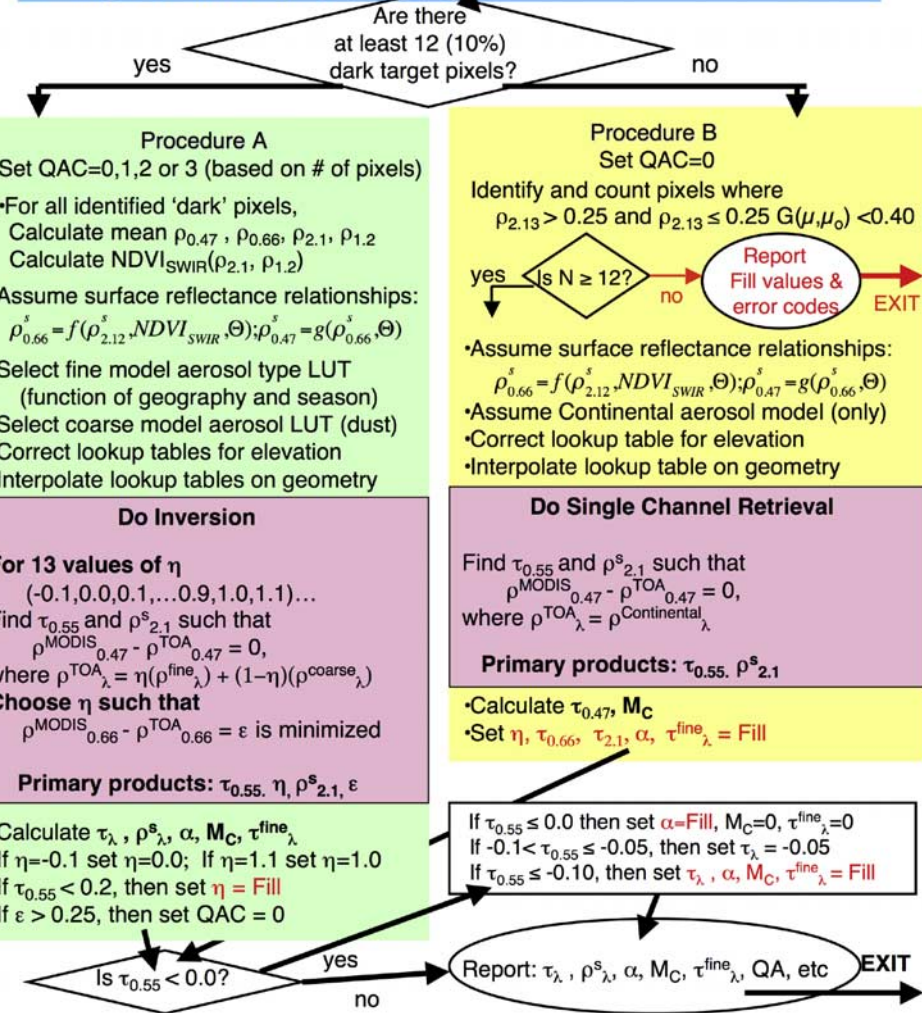 Are there
at least 12 (10%)
dark target pixels?
yes
no
Procedure A
Set QAC=0,1,2 or 3 (based on # of pixels)
•For all identified ‘dark’ pixels,
Calculate mean ρ0.47 , ρ0.66, ρ2.1, ρ1.2
Calculate NDVISWIR(ρ2.1, ρ1.2)
Assume surface reflectance relationships:
ρˢ0.66=f(ρˢ2.12,NDVISWIR,Θ);ρˢ0.47=g(ρˢ0.66,Θ)
Select fine model aerosol type LUT
(function of geography and season)
Select coarse model aerosol LUT (dust)
Correct lookup tables for elevation
Interpolate lookup tables on geometry
Do Inversion
For 13 values of η
(-0.1,0.0,0.1,...0.9,1.0,1.1)...
Find τ0.55 and ρˢ2.1 such that
ρMODIS0.47 - ρTOA0.47 = 0,
where ρTOAλ = η(ρfineλ) + (1–η)(ρcoarseλ)
Choose η such that
ρMODIS0.66 - ρTOA0.66 = ε is minimized
Primary products: τ0.55, η, ρˢ2.1, ε
Calculate τλ , ρˢλ, α, MC, τfineλ
If η=-0.1 set η=0.0; If η=1.1 set η=1.0
If τ0.55 < 0.2, then set η = Fill
If ε > 0.25, then set QAC = 0
Is τ0.55 < 0.0?
yes
no
Procedure B
Set QAC=0
Identify and count pixels where
ρ2.13 > 0.25 and ρ2.13 ≤ 0.25 G(μ,μo) <0.40
yes
Is N ≥ 12?
no
Report
Fill values &
error codes
EXIT
•Assume surface reflectance relationships:
ρˢ0.66=f(ρˢ2.12,NDVISWIR,Θ);ρˢ0.47=g(ρˢ0.66,Θ)
•Assume Continental aerosol model (only)
•Correct lookup table for elevation
•Interpolate lookup table on geometry
Do Single Channel Retrieval
Find τ0.55 and ρˢ2.1 such that
ρMODIS0.47 - ρTOA0.47 = 0,
where ρTOAλ = ρContinentalλ
Primary products: τ0.55. ρˢ2.1
•Calculate τ0.47, MC
•Set η, τ0.66, τ2.1, α, τfineλ = Fill
If τ0.55 ≤ 0.0 then set α=Fill, MC=0, τfineλ=0
If -0.1< τ0.55 ≤ -0.05, then set τλ = -0.05
If τ0.55 ≤ -0.10, then set τλ , α, MC, τfineλ = Fill
Report: τλ , ρˢλ, α, MC, τfineλ, QA, etc
EXIT